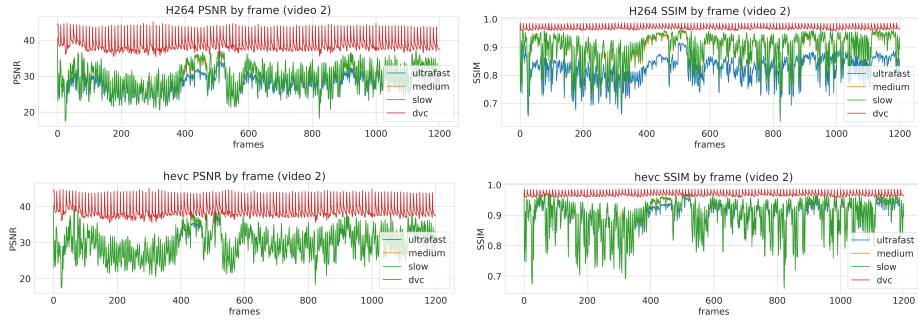 H264 PSNR by frame (video 2)
40
30
20
PSNR
0 200 400 600 800 1000 1200
frames
ultrafast
medium
slow
dvc
H264 SSIM by frame (video 2)
1.0
0.9
0.8
0.7
SSIM
0 200 400 600 800 1000 1200
frames
ultrafast
medium
slow
dvc
hevc PSNR by frame (video 2)
40
30
20
PSNR
0 200 400 600 800 1000 1200
frames
ultrafast
medium
slow
dvc
hevc SSIM by frame (video 2)
1.0
0.9
0.8
0.7
SSIM
0 200 400 600 800 1000 1200
frames
ultrafast
medium
slow
dvc